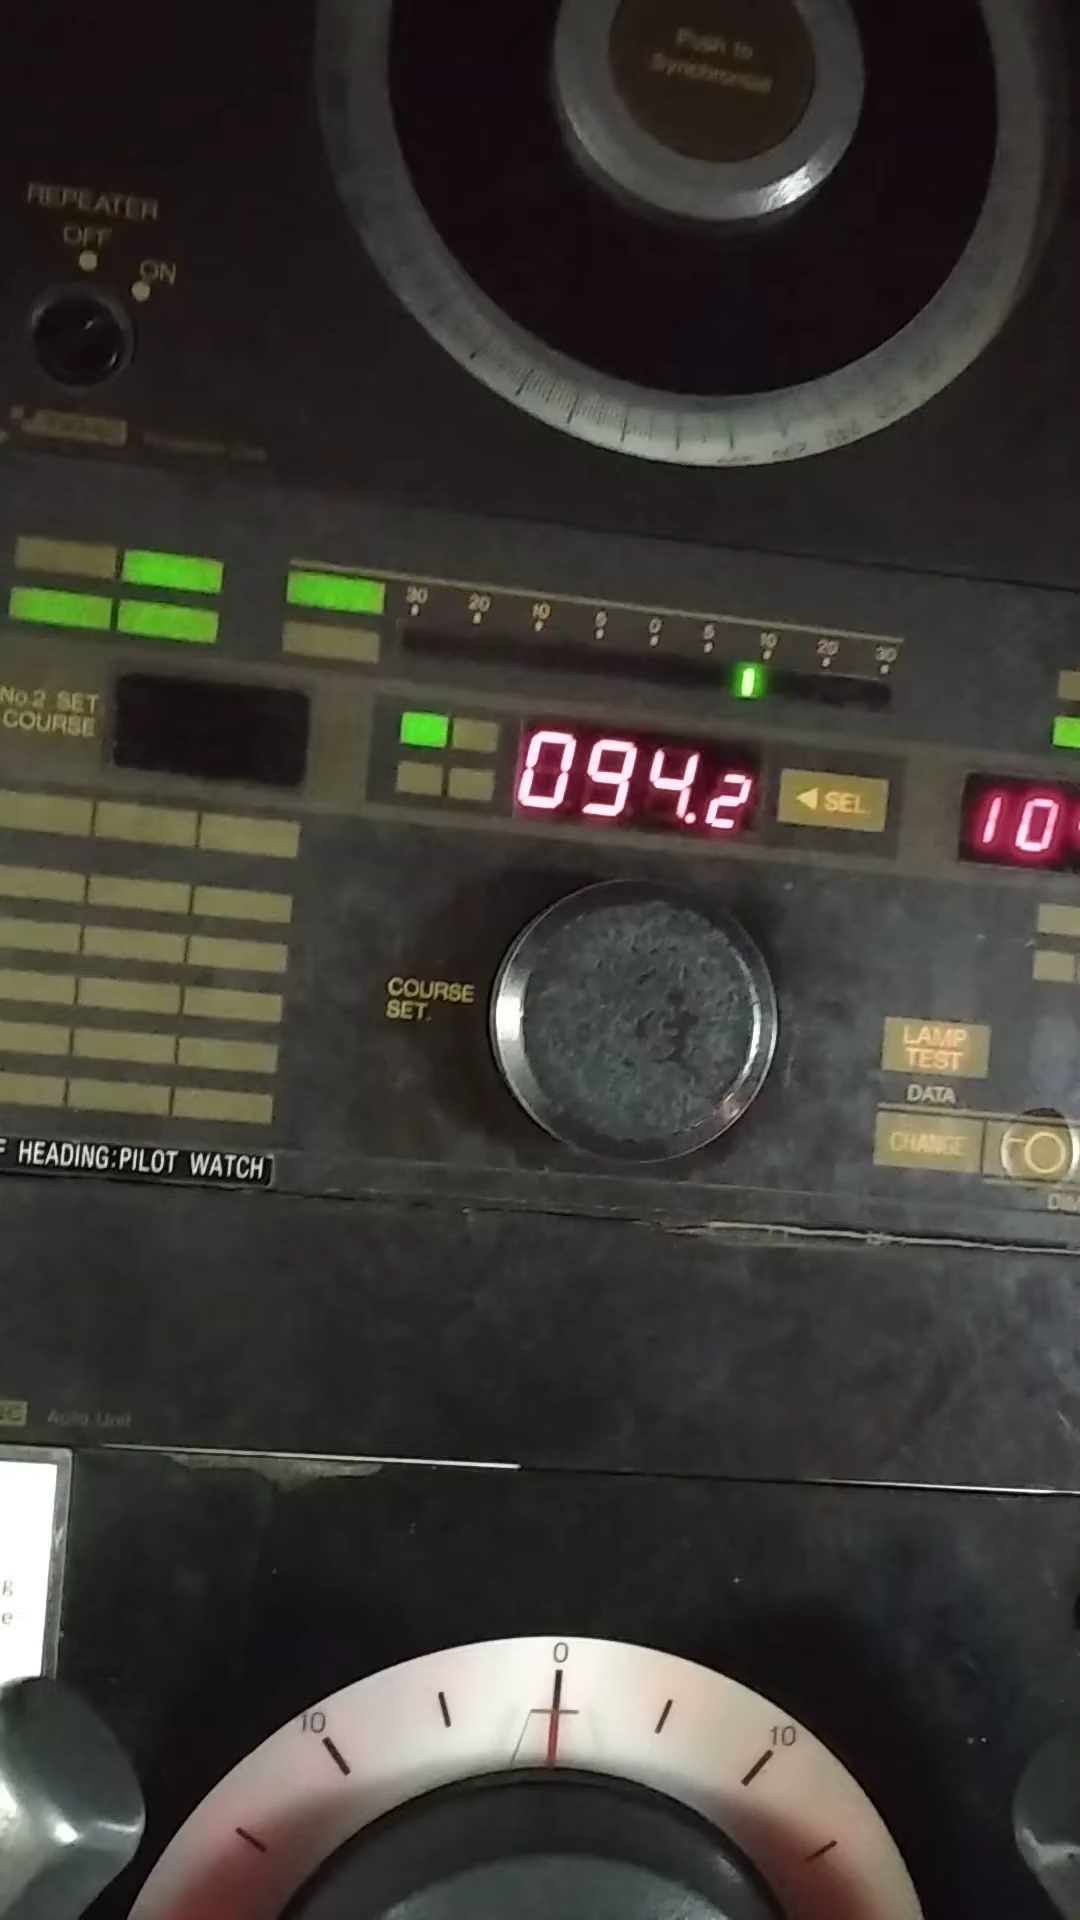 Push to
Synchronise
REPEATER
OFF
ON
30 20 10 5 0 5 10 20 30
No.2 SET
COURSE
094.2
◀ SEL.
10
COURSE
SET.
LAMP
TEST
DATA
CHANGE
HEADING:PILOT WATCH
Auto Unit
0
10
10